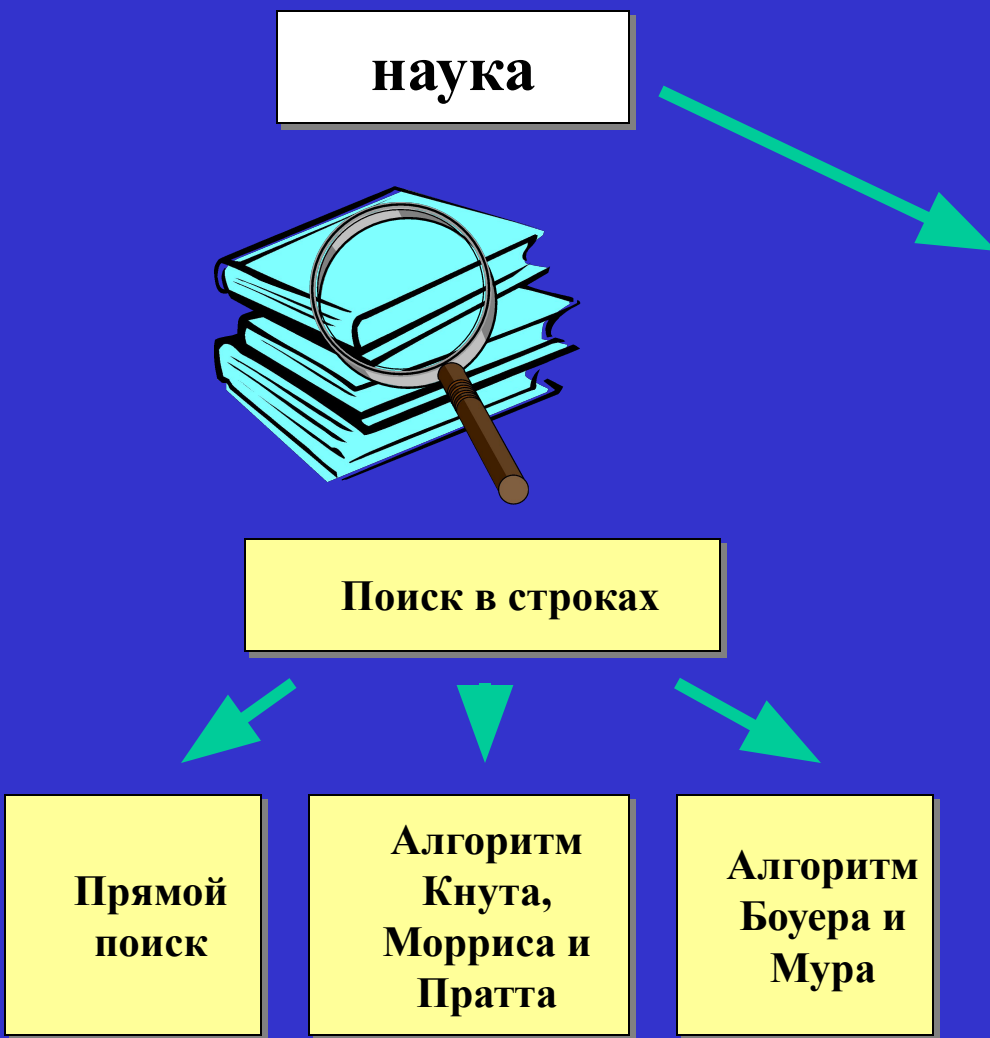 наука
Поиск в строках
Прямой
поиск
Алгоритм
Кнута,
Морриса и
Пратта
Алгоритм
Боуера и
Мура